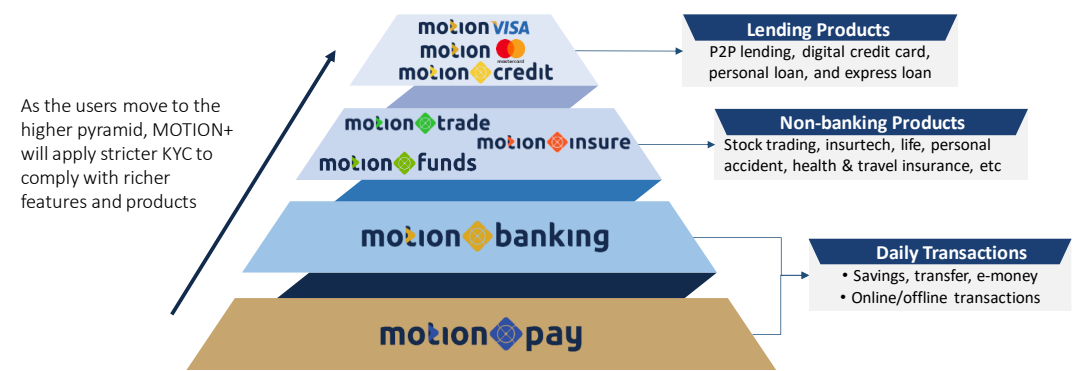 As the users move to the
higher pyramid, MOTION+
will apply stricter KYC to
comply with richer
features and products
motion VISA
motion mastercard
motion credit
motion trade
motion insure
motion funds
motion banking
motion pay
Lending Products
P2P lending, digital credit card,
personal loan, and express loan
Non-banking Products
Stock trading, insurtech, life, personal
accident, health & travel insurance, etc
Daily Transactions
• Savings, transfer, e-money
• Online/offline transactions